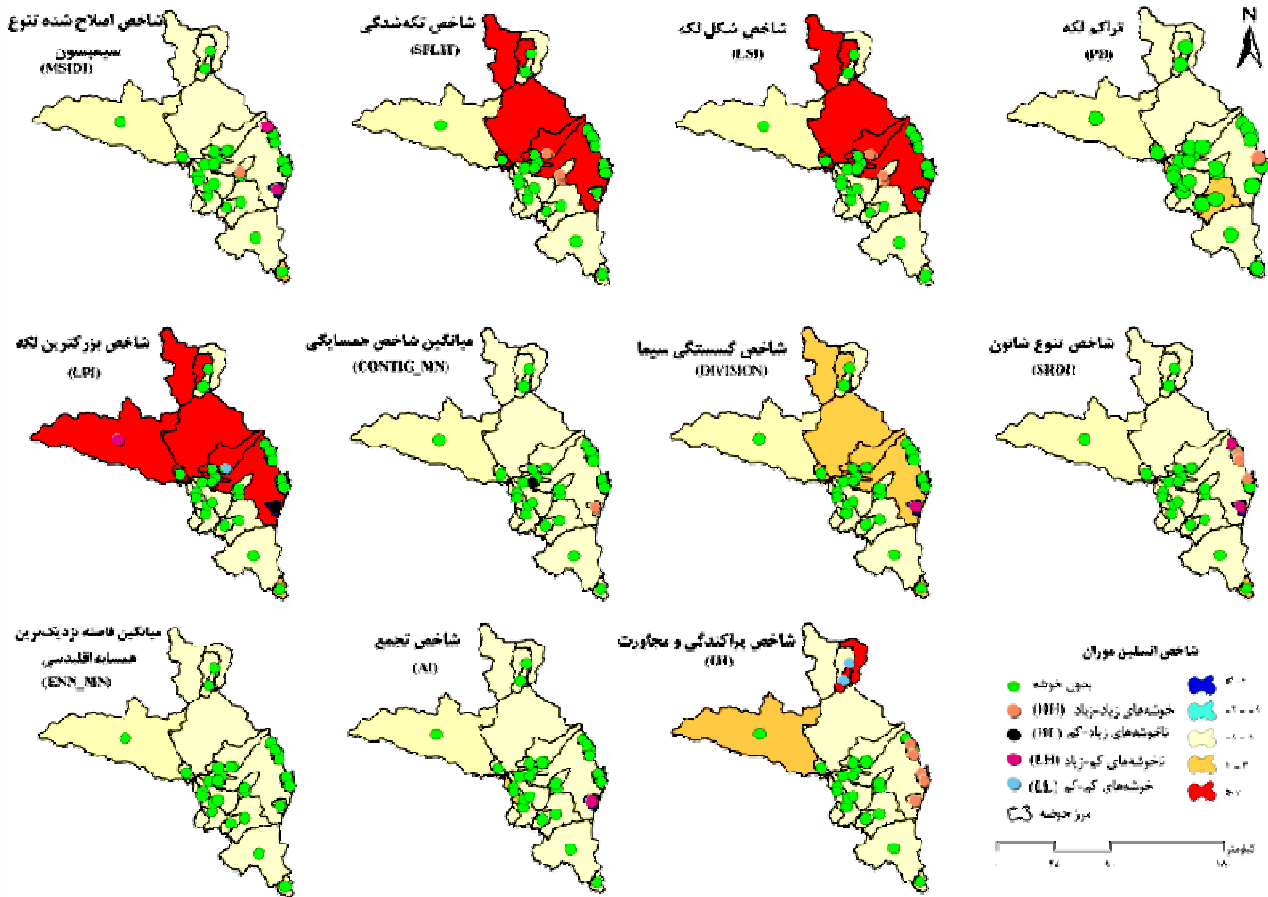 شاخص اصلاح شده تنوع
سیمپسون
(MSIDI)
شاخص تکه‌شدگی
(SPLIT)
شاخص شکل لکه
(LSI)
تراکم لکه
(PD)
N
شاخص بزرگترین لکه
(LPI)
میانگین شاخص همسایگی
(CONTIG_MN)
شاخص گسستگی سیما
(DIVISION)
شاخص تنوع شانون
(SHDI)
میانگین فاصله نزدیک‌ترین
همسایه اقلیدسی
(ENN_MN)
شاخص تجمع
(AI)
شاخص پراکندگی و مجاورت
(IJI)
شاخص انسلین موران
بدون خوشه
خوشه‌های زیاد-زیاد (HH)
ناخوشه‌های زیاد-کم (HL)
ناخوشه‌های کم-زیاد (LH)
خوشه‌های کم-کم (LL)
مرز حوضه
کیلومتر